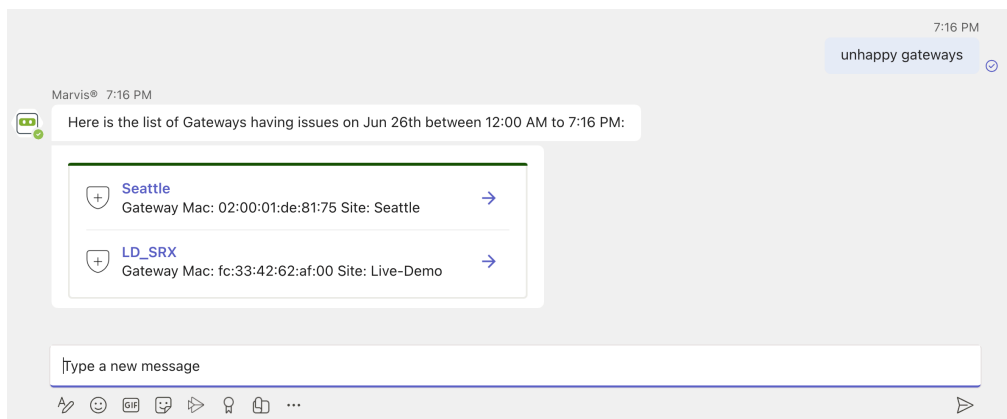 7:16 PM
unhappy gateways
Marvis® 7:16 PM
Here is the list of Gateways having issues on Jun 26th between 12:00 AM to 7:16 PM:
Seattle
Gateway Mac: 02:00:01:de:81:75 Site: Seattle
LD_SRX
Gateway Mac: fc:33:42:62:af:00 Site: Live-Demo
Type a new message
GIF